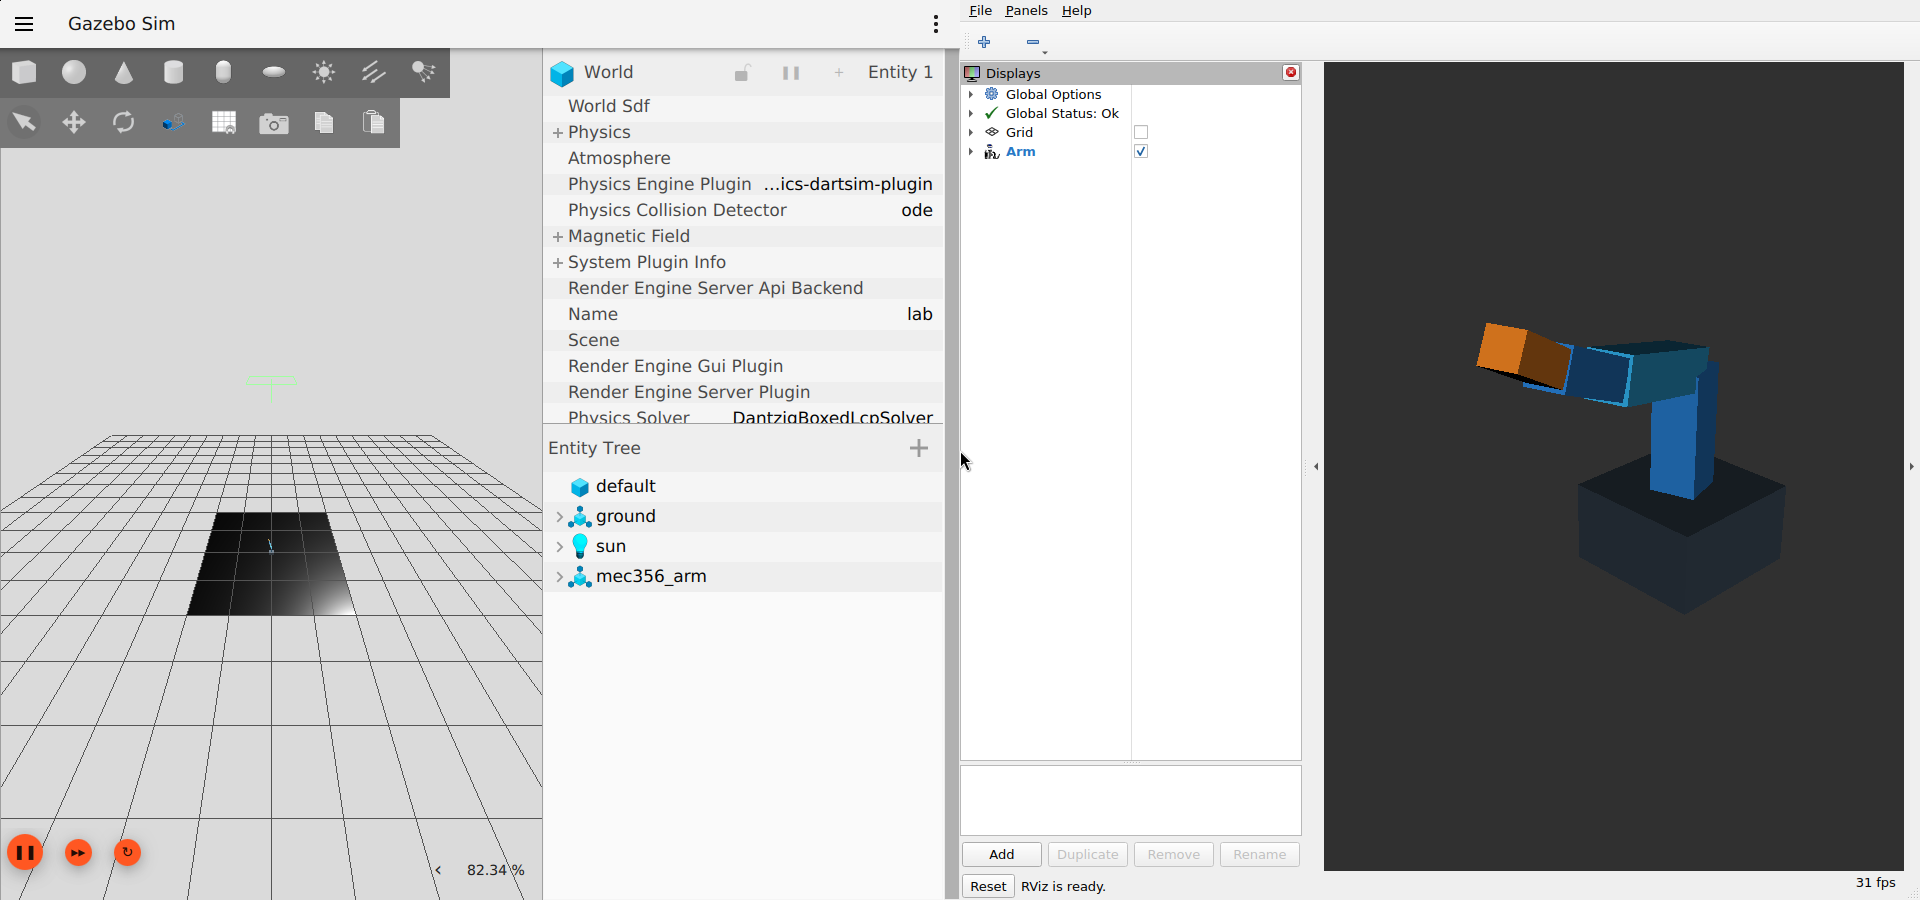 Gazebo Sim
World
Entity 1
World Sdf
Physics
Atmosphere
Physics Engine Plugin ...ics-dartsim-plugin
Physics Collision Detector ode
Magnetic Field
System Plugin Info
Render Engine Server Api Backend
Name lab
Scene
Render Engine Gui Plugin
Render Engine Server Plugin
Physics Solver DantzigBoxedLcpSolver
Entity Tree
default
ground
sun
mec356_arm
82.34 %
File Panels Help
Displays
Global Options
Global Status: Ok
Grid
Arm
Add Duplicate Remove Rename
Reset RViz is ready.
31 fps